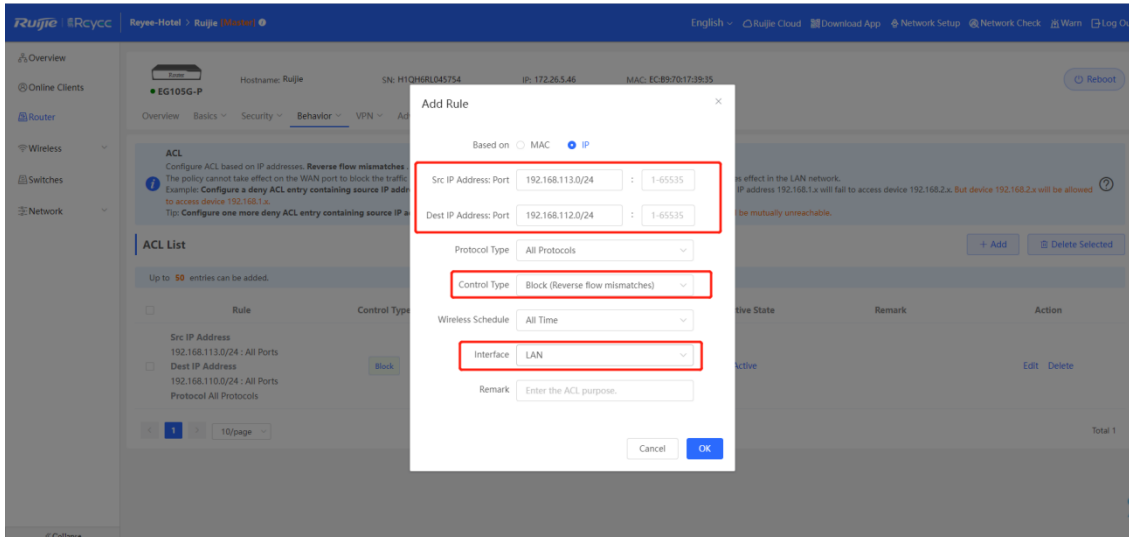 Ruijie Reyee Reyee-Hotel > Ruijie [Master] English Ruijie Cloud Download App Network Setup Network Check Warn Log Ou
Overview
Online Clients
Router
Wireless
Switches
Network
Hostname: Ruijie SN: H1QH6RL045754 IP: 172.26.5.46 MAC: EC:B9:70:17:39:35 Reboot
EG105G-P
Overview Basics Security Behavior VPN Ad
ACL
Configure ACL based on IP addresses. Reverse flow mismatches ,
The policy cannot take effect on the WAN port to block the traffic s effect in the LAN network.
Example: Configure a deny ACL entry containing source IP addr IP address 192.168.1.x will fail to access device 192.168.2.x. But device 192.168.2.x will be allowed
to access device 192.168.1.x.
Tip: Configure one more deny ACL entry containing source IP a be mutually unreachable.
ACL List + Add Delete Selected
Up to 50 entries can be added.
Rule Control Type tive State Remark Action
Src IP Address
192.168.113.0/24 : All Ports
Dest IP Address Block Active Edit Delete
192.168.110.0/24 : All Ports
Protocol All Protocols
1 10/page Total 1
Add Rule
Based on MAC IP
Src IP Address: Port 192.168.113.0/24 : 1-65535
Dest IP Address: Port 192.168.112.0/24 : 1-65535
Protocol Type All Protocols
Control Type Block (Reverse flow mismatches)
Wireless Schedule All Time
Interface LAN
Remark Enter the ACL purpose.
Cancel OK